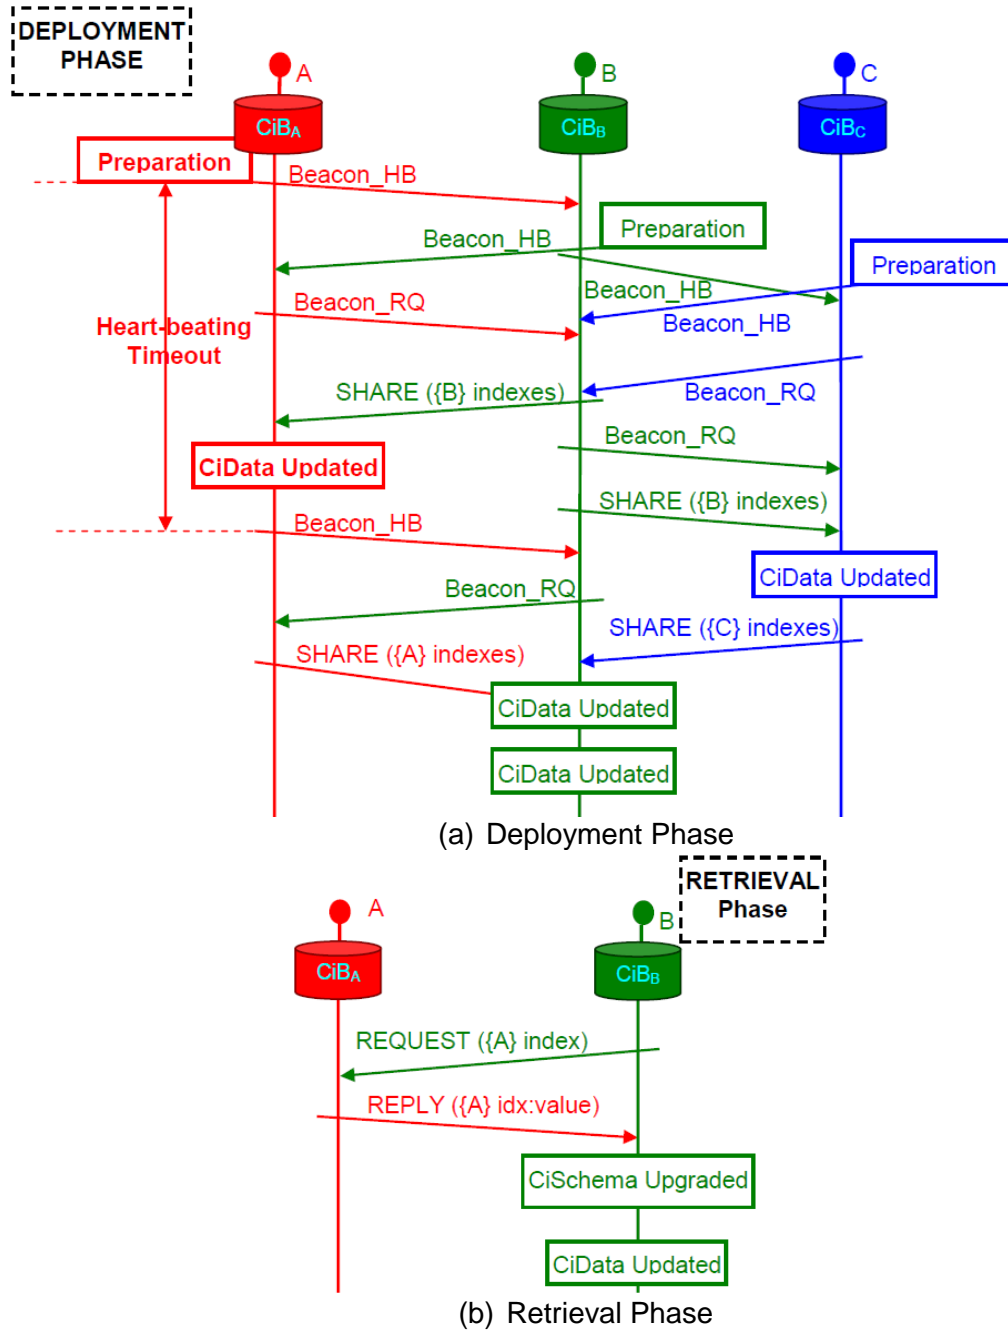 DEPLOYMENT
PHASE
A
B
C
CiBA
CiBB
CiBC
Preparation
Beacon_HB
Preparation
Beacon_HB
Preparation
Beacon_HB
Beacon_RQ
Beacon_HB
Heart-beating
Timeout
SHARE ({B} indexes)
Beacon_RQ
Beacon_RQ
CiData Updated
SHARE ({B} indexes)
Beacon_HB
CiData Updated
Beacon_RQ
SHARE ({C} indexes)
SHARE ({A} indexes)
CiData Updated
CiData Updated
(a) Deployment Phase
RETRIEVAL
Phase
A
B
CiBA
CiBB
REQUEST ({A} index)
REPLY ({A} idx:value)
CiSchema Upgraded
CiData Updated
(b) Retrieval Phase